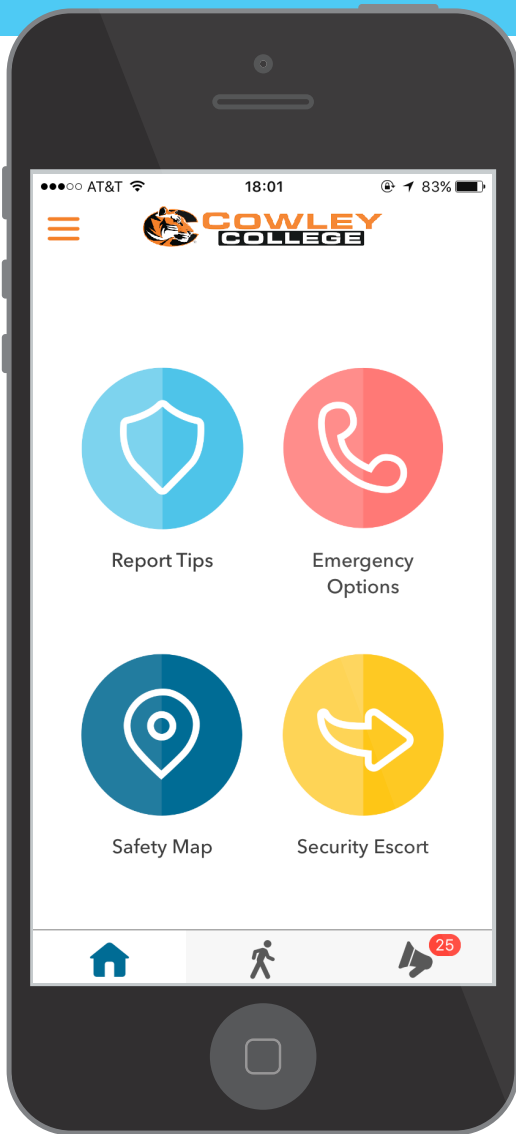 AT&T 18:01 83%
COWLEY
COLLEGE
Report Tips
Emergency
Options
Safety Map
Security Escort
25